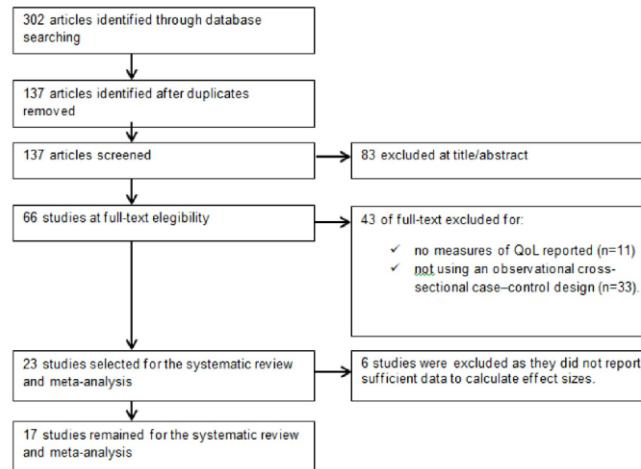 302 articles identified through database
searching
137 articles identified after duplicates
removed
137 articles screened
83 excluded at title/abstract
66 studies at full-text elegibility
43 of full-text excluded for:
✓ no measures of QoL reported (n=11)
✓ not using an observational cross-
sectional case–control design (n=33).
23 studies selected for the systematic review
and meta-analysis
6 studies were excluded as they did not report
sufficient data to calculate effect sizes.
17 studies remained for the systematic review
and meta-analysis